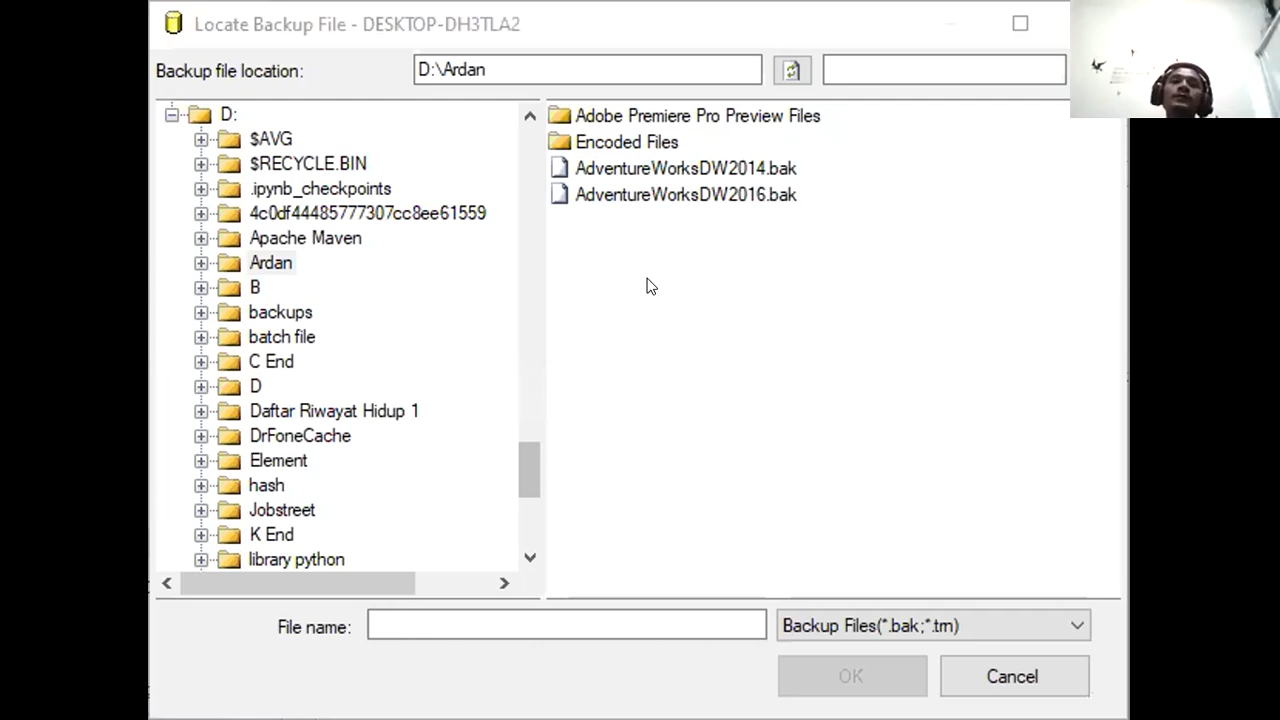 Locate Backup File - DESKTOP-DH3TLA2
Backup file location:
D:\Ardan
D:
$AVG
$RECYCLE.BIN
.ipynb_checkpoints
4c0df44485777307cc8ee61559
Apache Maven
Ardan
B
backups
batch file
C End
D
Daftar Riwayat Hidup 1
DrFoneCache
Element
hash
Jobstreet
K End
library python
Adobe Premiere Pro Preview Files
Encoded Files
AdventureWorksDW2014.bak
AdventureWorksDW2016.bak
File name:
Backup Files(*.bak;*.trn)
OK
Cancel